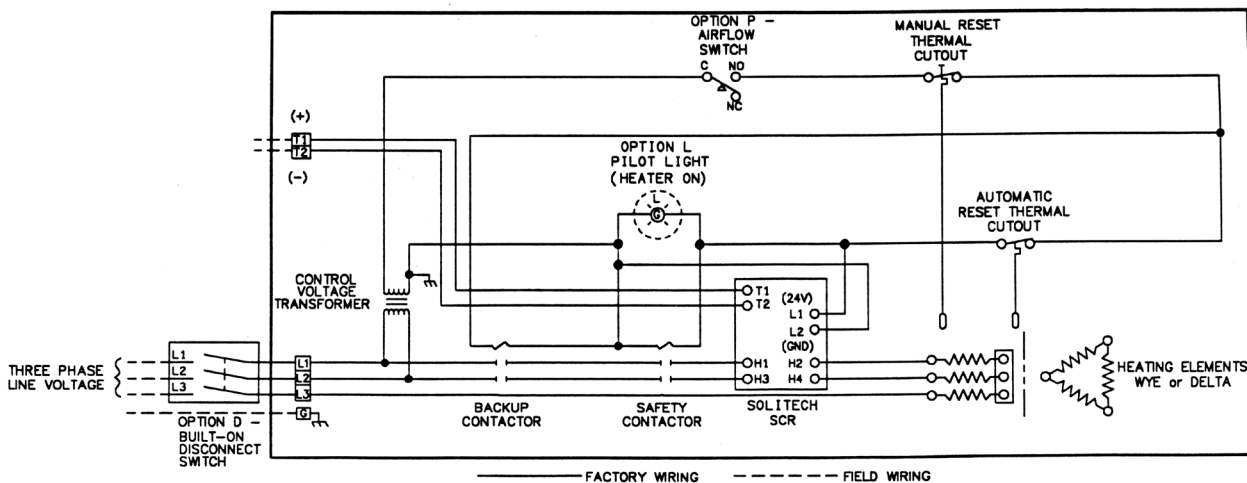 OPTION P -
AIRFLOW
SWITCH
C NO
NC
MANUAL RESET
THERMAL
CUTOUT
(+)
T1
T2
(-)
OPTION L
PILOT LIGHT
(HEATER ON)
L
G
AUTOMATIC
RESET THERMAL
CUTOUT
CONTROL
VOLTAGE
TRANSFORMER
T1
T2
(24V)
L1
L2
(GND)
H1 H2
H3 H4
THREE PHASE
LINE VOLTAGE
L1
L2
L3
L1
L2
L3
G
OPTION D -
BUILT-ON
DISCONNECT
SWITCH
BACKUP
CONTACTOR
SAFETY
CONTACTOR
SOLITECH
SCR
HEATING ELEMENTS
WYE or DELTA
FACTORY WIRING
FIELD WIRING